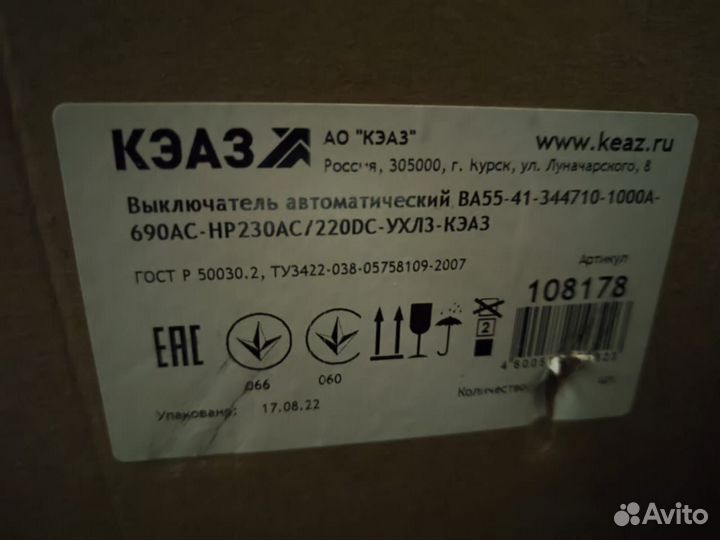 КЭАЗ
АО "КЭАЗ"
www.keaz.ru
Россия, 305000, г. Курск, ул. Луначарского, 8
Выключатель автоматический ВА55-41-344710-1000А-
690АС-НР230АС/220DC-УХЛ3-КЭАЗ
ГОСТ Р 50030.2, ТУ3422-038-05758109-2007
Артикул
108178
EAC
066
060
2
Количество:
шт.
Упаковано: 17.08.22
Avito